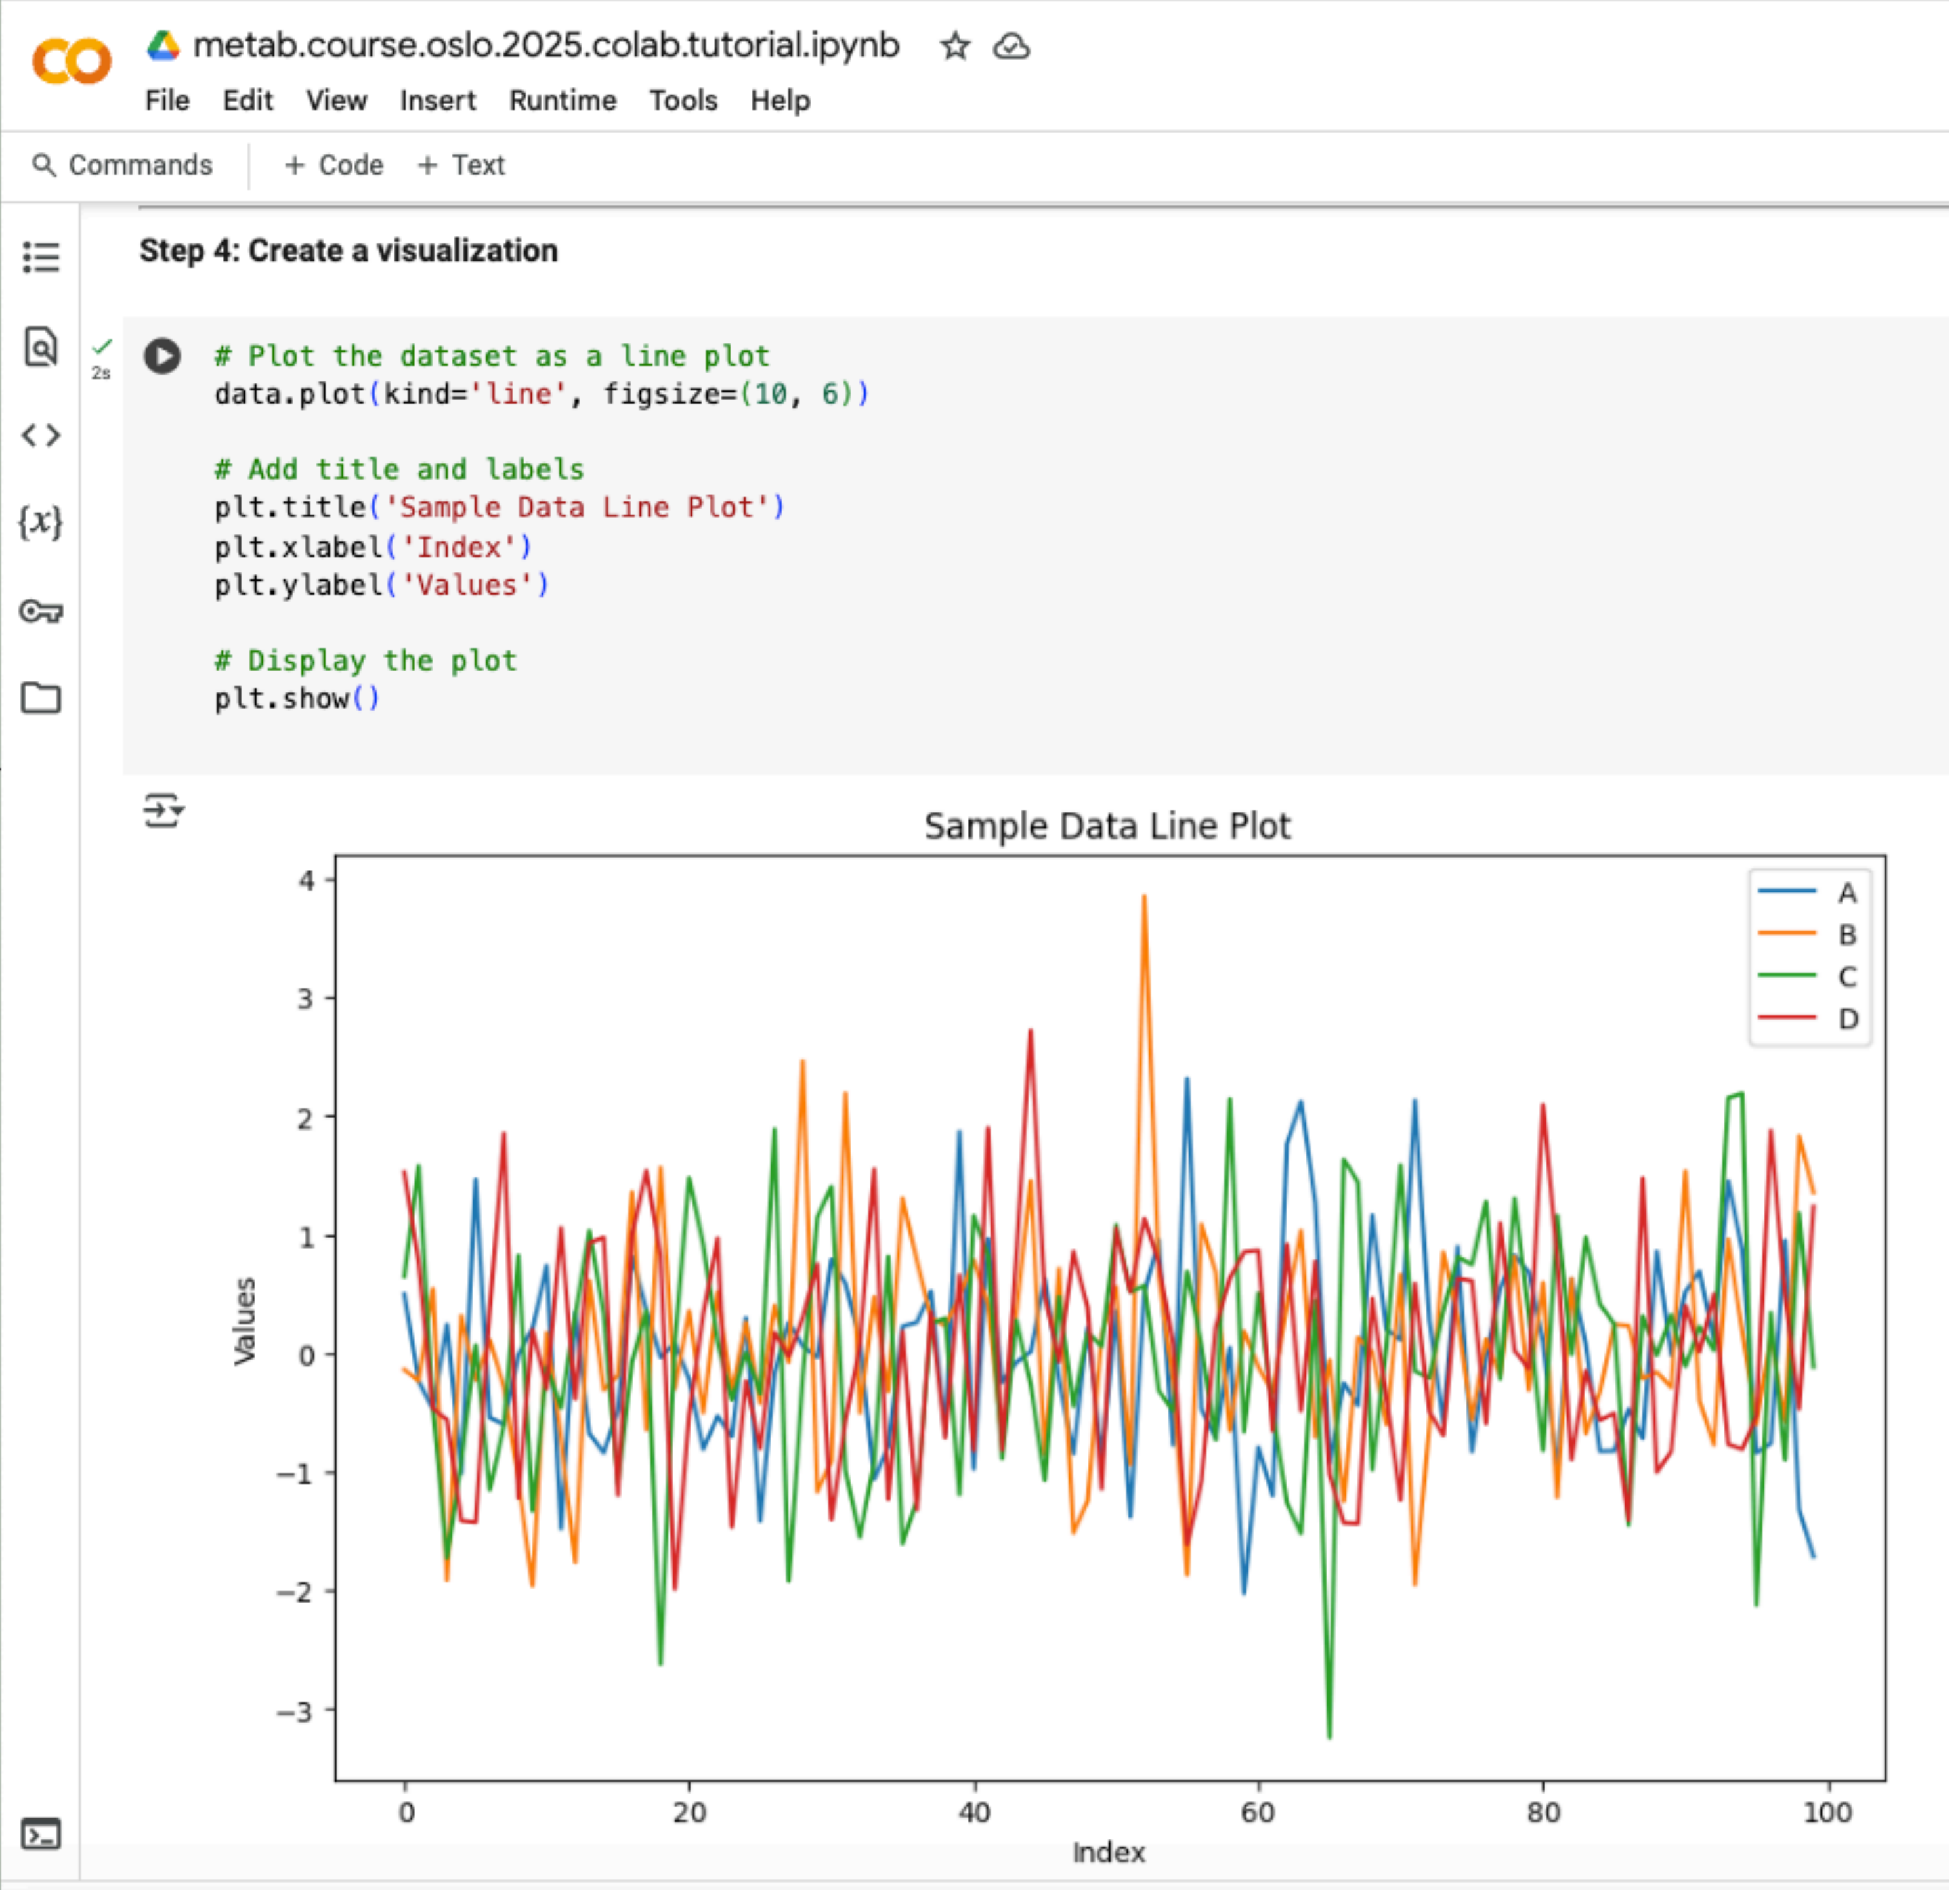 metab.course.oslo.2025.colab.tutorial.ipynb
File Edit View Insert Runtime Tools Help
Commands + Code + Text
Step 4: Create a visualization
2s
# Plot the dataset as a line plot
data.plot(kind='line', figsize=(10, 6))
# Add title and labels
plt.title('Sample Data Line Plot')
plt.xlabel('Index')
plt.ylabel('Values')
# Display the plot
plt.show()
Sample Data Line Plot
4
3
2
1
0
−1
−2
−3
Values
A
B
C
D
0 20 40 60 80 100
Index